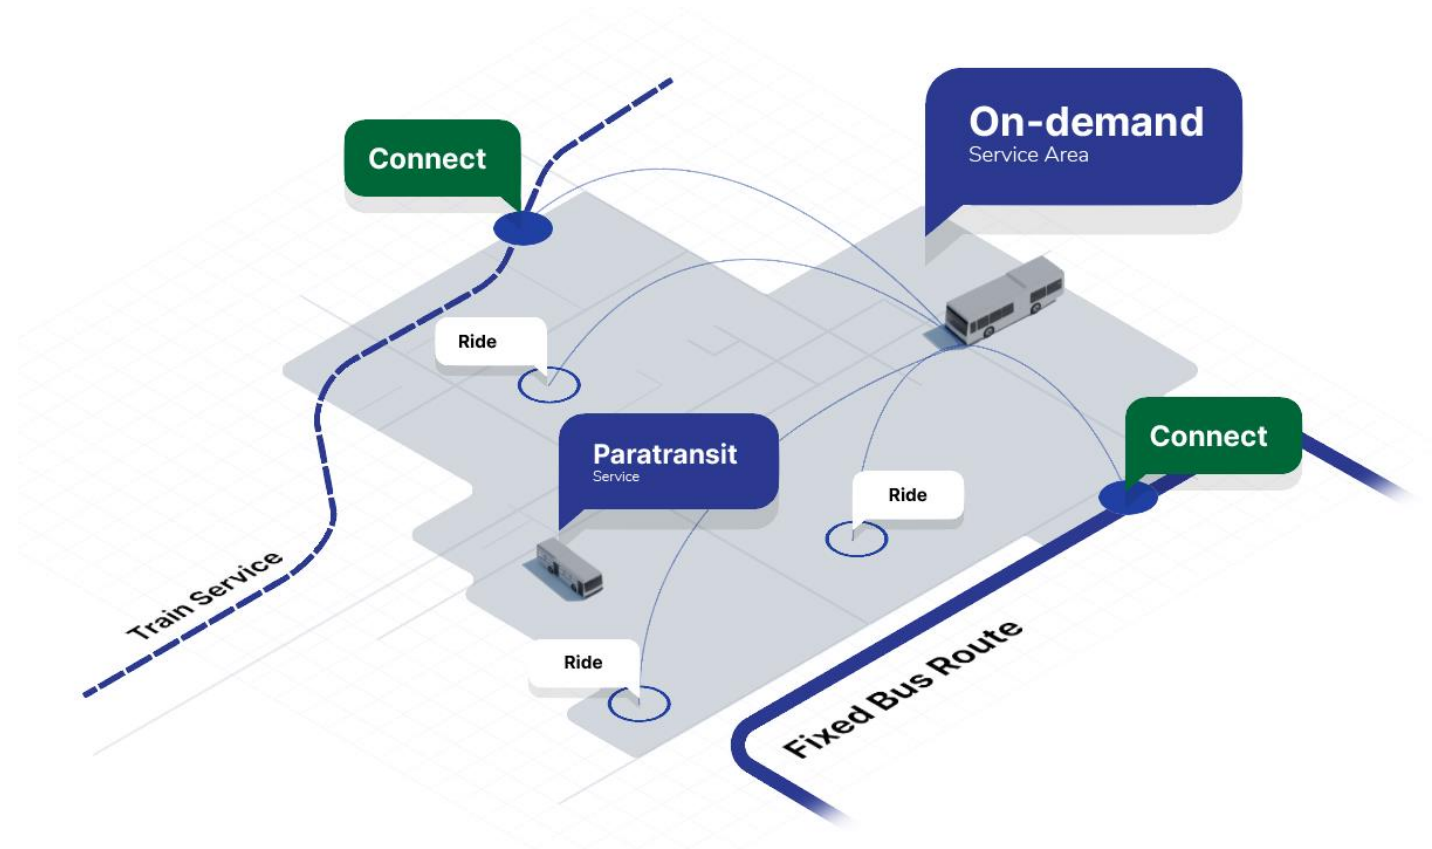 On-demand
Service Area
Connect
Ride
Paratransit
Service
Connect
Ride
Train Service
Ride
Fixed Bus Route